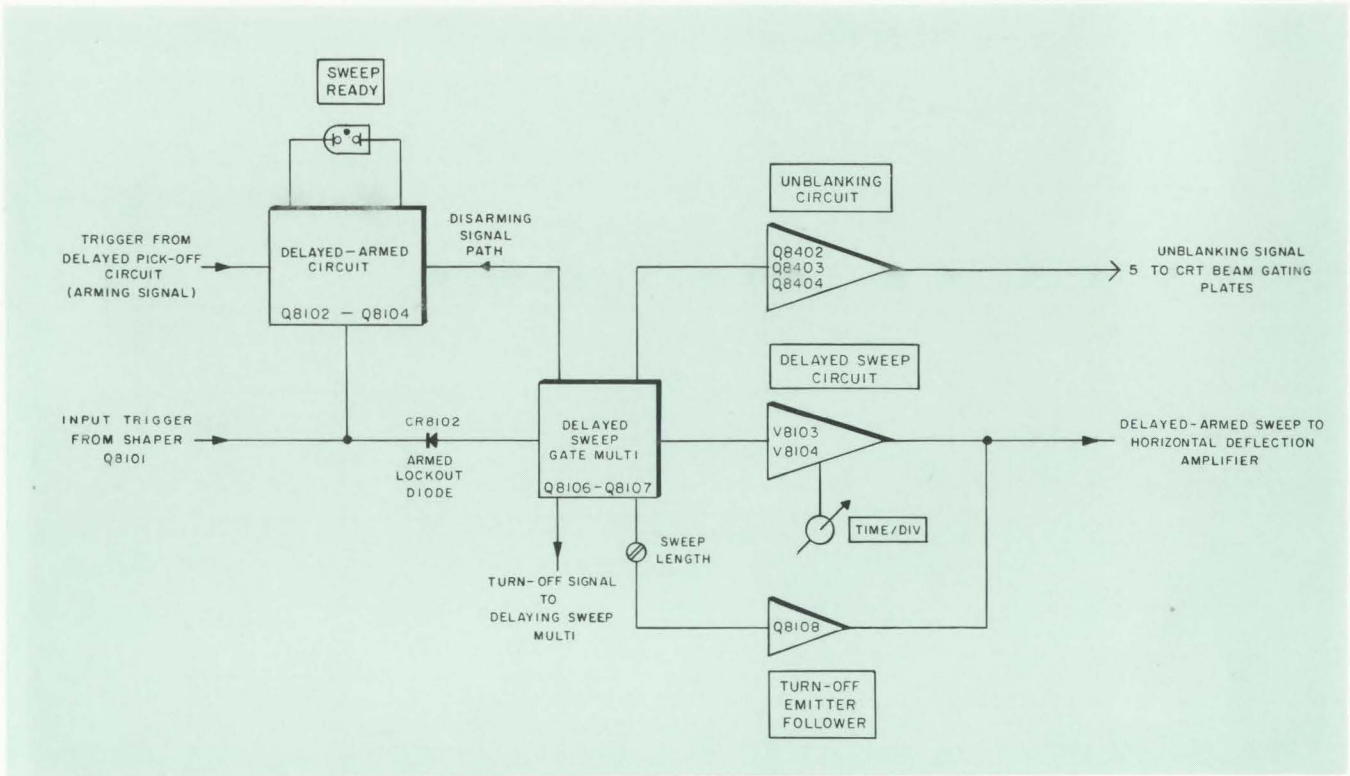 SWEEP
READY
TRIGGER FROM
DELAYED PICK-OFF
CIRCUIT
(ARMING SIGNAL)
DELAYED-ARMED
CIRCUIT
Q8102 - Q8104
DISARMING
SIGNAL
PATH
UNBLANKING
CIRCUIT
Q8402
Q8403
Q8404
UNBLANKING SIGNAL
5 TO CRT BEAM GATING
PLATES
INPUT TRIGGER
FROM SHAPER
Q8101
CR8102
ARMED
LOCKOUT
DIODE
DELAYED
SWEEP
GATE MULTI
Q8106-Q8107
DELAYED SWEEP
CIRCUIT
V8103
V8104
TIME/DIV
DELAYED-ARMED SWEEP TO
HORIZONTAL DEFLECTION
AMPLIFIER
TURN-OFF SIGNAL
TO
DELAYING SWEEP
MULTI
SWEEP
LENGTH
Q8108
TURN-OFF
EMITTER
FOLLOWER